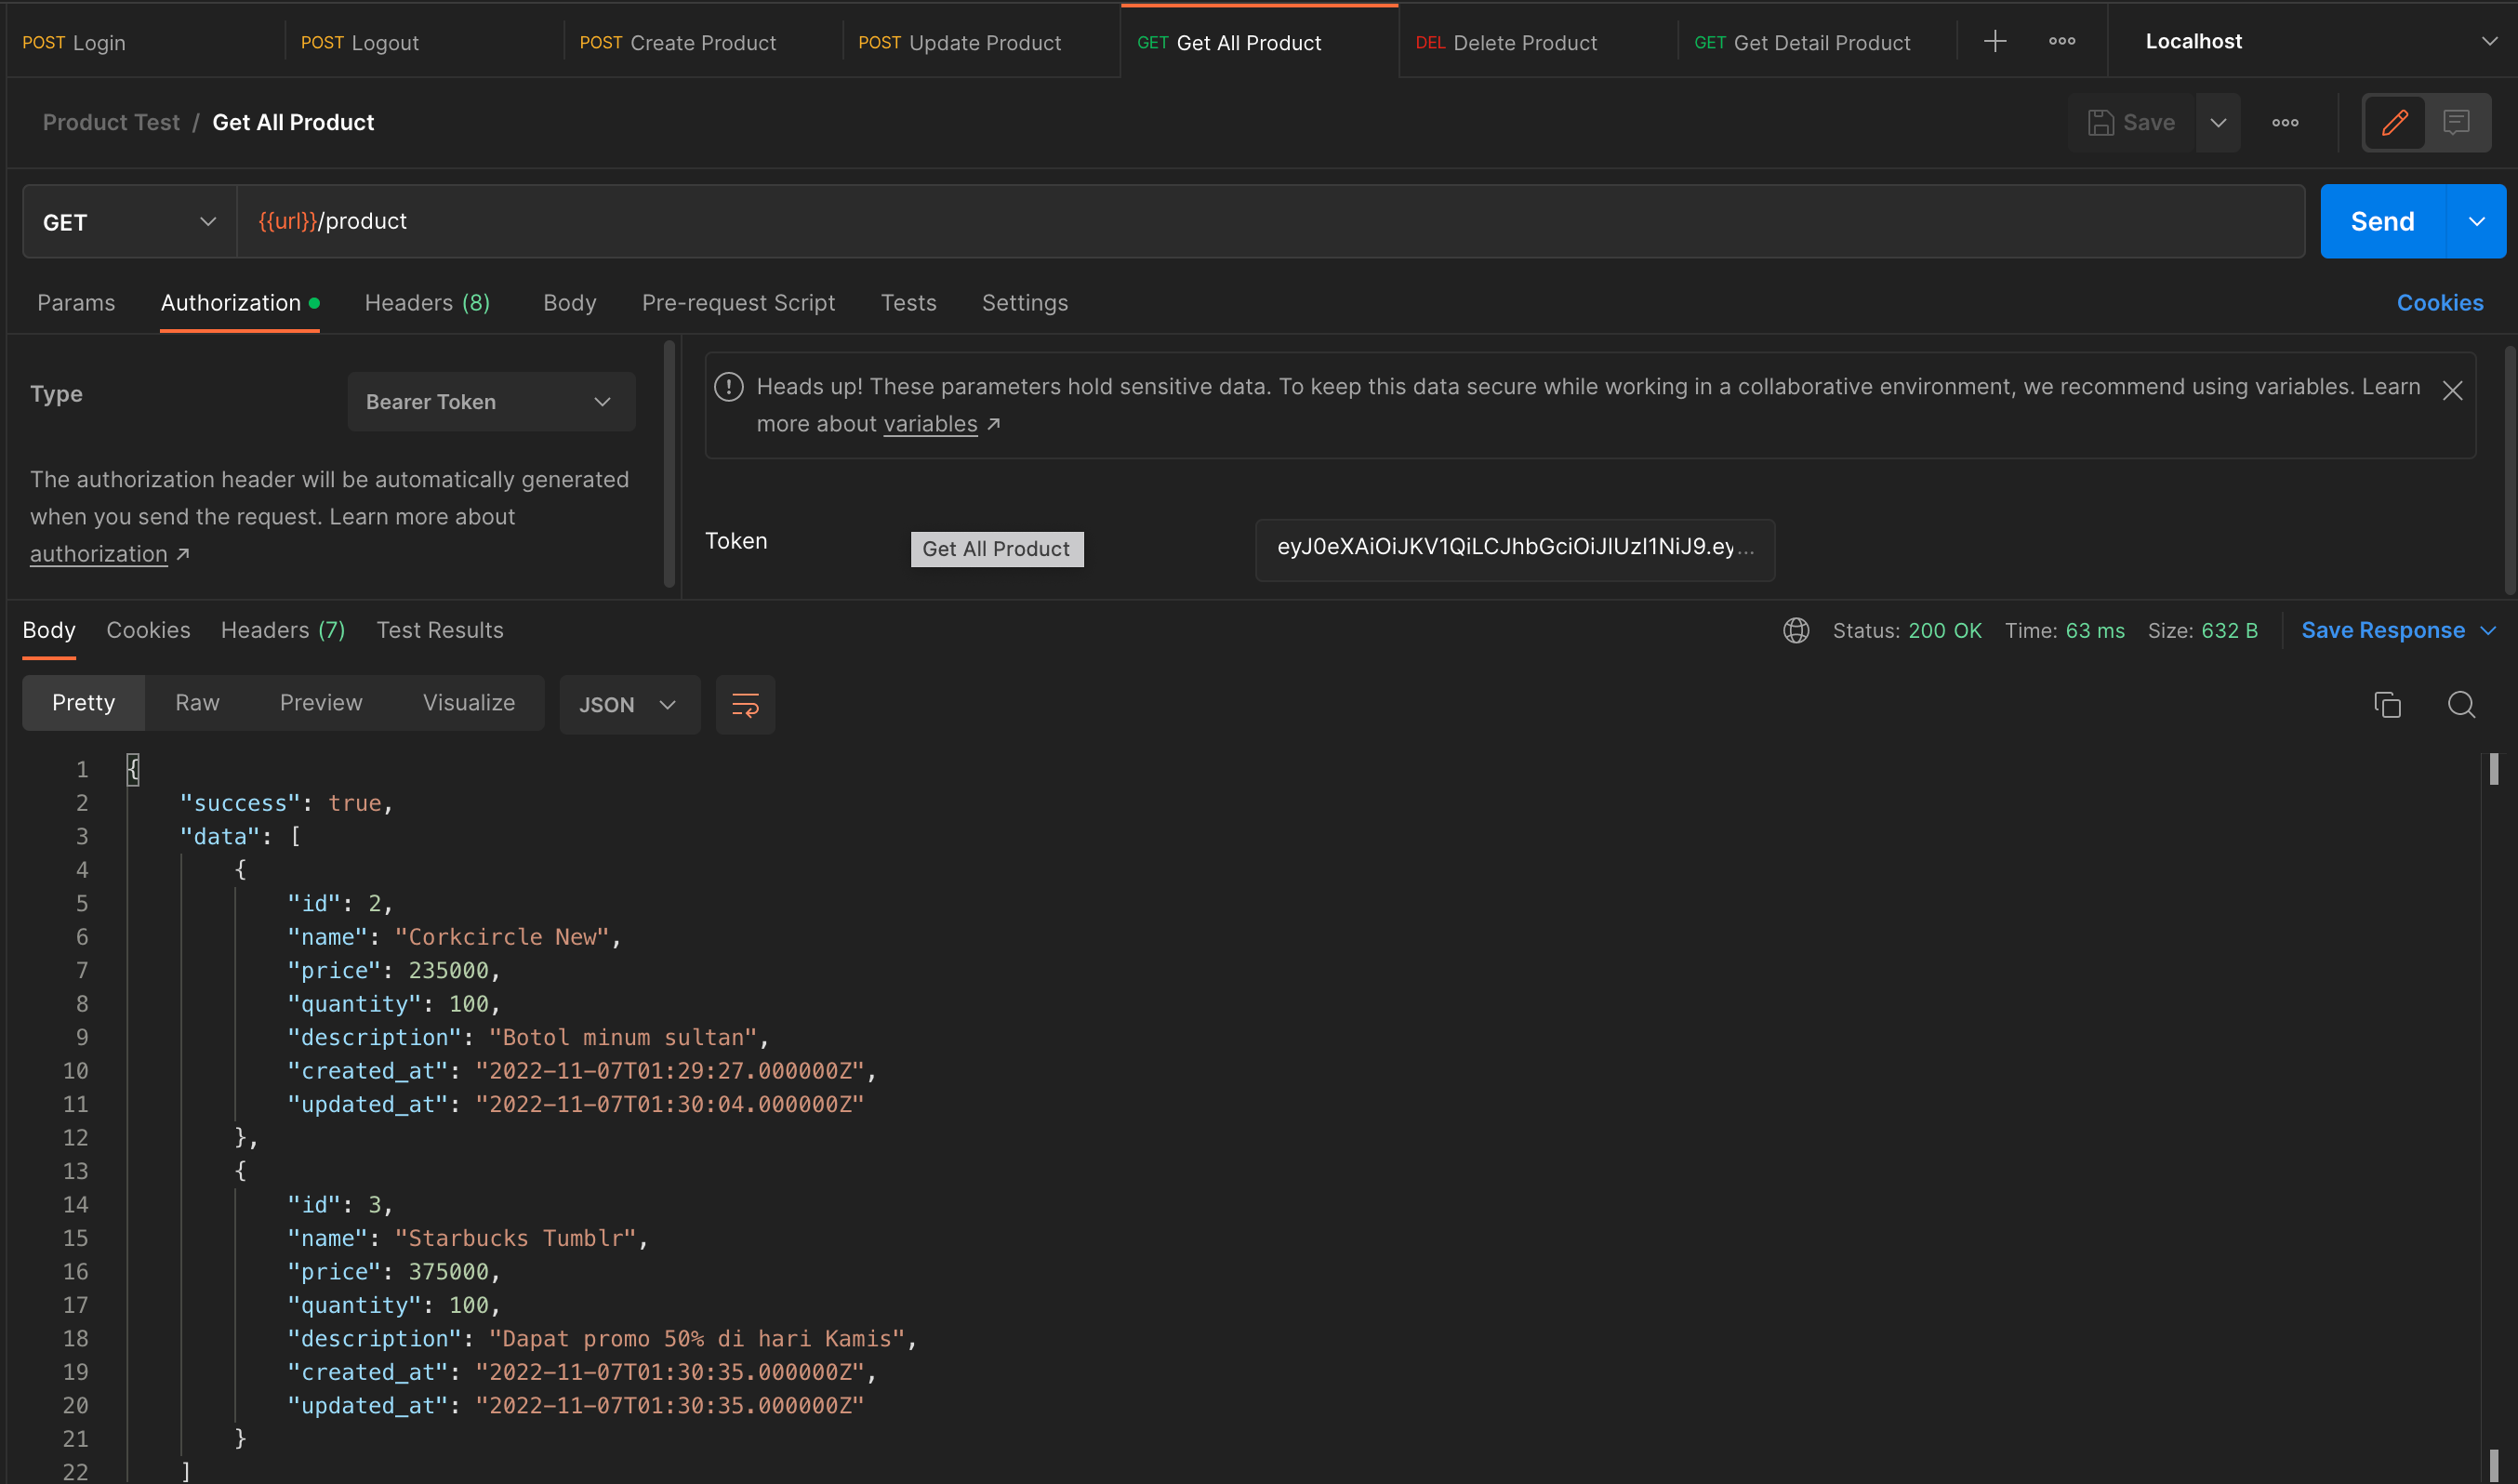 POST Login POST Logout POST Create Product POST Update Product GET Get All Product DEL Delete Product GET Get Detail Product Localhost
Product Test / Get All Product Save
GET {{url}}/product Send
Params Authorization Headers (8) Body Pre-request Script Tests Settings Cookies
Type Bearer Token
The authorization header will be automatically generated
when you send the request. Learn more about
authorization ↗
Heads up! These parameters hold sensitive data. To keep this data secure while working in a collaborative environment, we recommend using variables. Learn
more about variables ↗
Token Get All Product eyJ0eXAiOiJKV1QiLCJhbGciOiJIUzI1NiJ9.ey...
Body Cookies Headers (7) Test Results Status: 200 OK Time: 63 ms Size: 632 B Save Response
Pretty Raw Preview Visualize JSON
1 {
2 "success": true,
3 "data": [
4 {
5 "id": 2,
6 "name": "Corkcircle New",
7 "price": 235000,
8 "quantity": 100,
9 "description": "Botol minum sultan",
10 "created_at": "2022-11-07T01:29:27.000000Z",
11 "updated_at": "2022-11-07T01:30:04.000000Z"
12 },
13 {
14 "id": 3,
15 "name": "Starbucks Tumblr",
16 "price": 375000,
17 "quantity": 100,
18 "description": "Dapat promo 50% di hari Kamis",
19 "created_at": "2022-11-07T01:30:35.000000Z",
20 "updated_at": "2022-11-07T01:30:35.000000Z"
21 }
22 ]